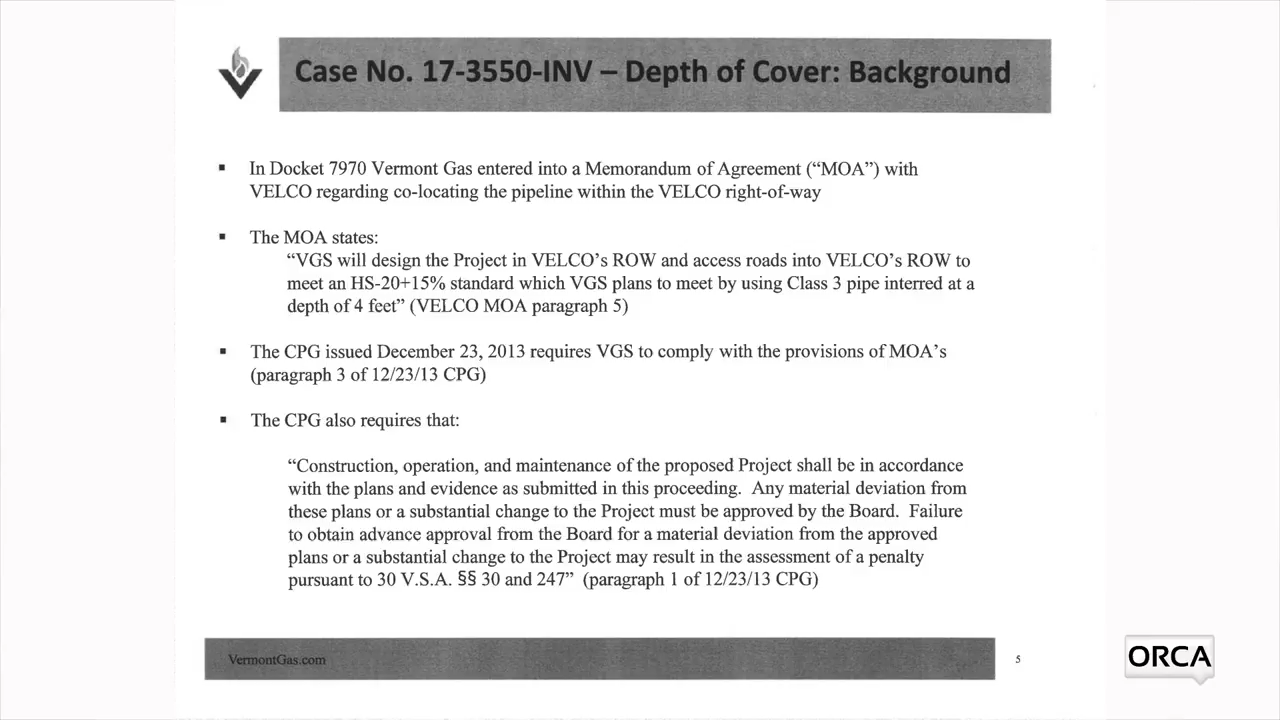 Case No. 17-3550-INV – Depth of Cover: Background
▪ In Docket 7970 Vermont Gas entered into a Memorandum of Agreement (“MOA”) with
VELCO regarding co-locating the pipeline within the VELCO right-of-way
▪ The MOA states:
“VGS will design the Project in VELCO’s ROW and access roads into VELCO’s ROW to
meet an HS-20+15% standard which VGS plans to meet by using Class 3 pipe interred at a
depth of 4 feet” (VELCO MOA paragraph 5)
▪ The CPG issued December 23, 2013 requires VGS to comply with the provisions of MOA’s
(paragraph 3 of 12/23/13 CPG)
▪ The CPG also requires that:
“Construction, operation, and maintenance of the proposed Project shall be in accordance
with the plans and evidence as submitted in this proceeding. Any material deviation from
these plans or a substantial change to the Project must be approved by the Board. Failure
to obtain advance approval from the Board for a material deviation from the approved
plans or a substantial change to the Project may result in the assessment of a penalty
pursuant to 30 V.S.A. §§ 30 and 247” (paragraph 1 of 12/23/13 CPG)
VermontGas.com
5
ORCA